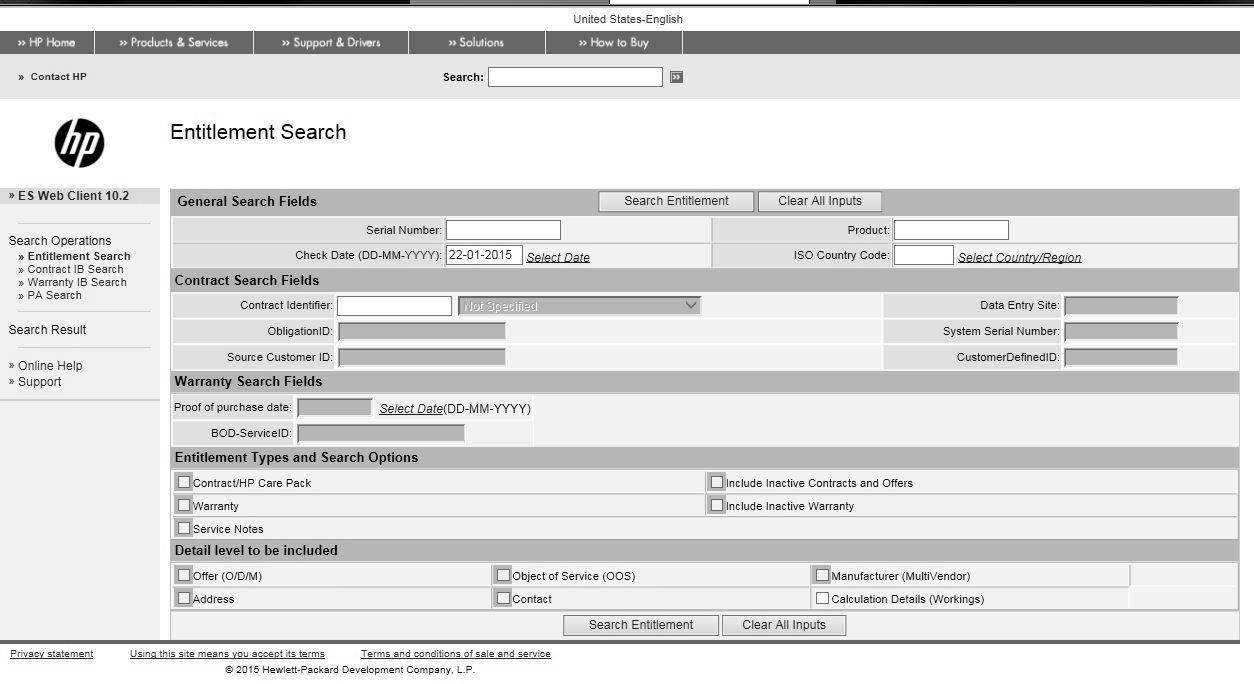 United States-English
» HP Home » Products & Services » Support & Drivers » Solutions » How to Buy
» Contact HP Search: »
hp
Entitlement Search
» ES Web Client 10.2
Search Operations
» Entitlement Search
» Contract IB Search
» Warranty IB Search
» PA Search
Search Result
» Online Help
» Support
General Search Fields Search Entitlement Clear All Inputs
Serial Number: Product:
Check Date (DD-MM-YYYY): 22-01-2015 Select Date ISO Country Code: Select Country/Region
Contract Search Fields
Contract Identifier: Not Specified Data Entry Site:
ObligationID: System Serial Number:
Source Customer ID: CustomerDefinedID:
Warranty Search Fields
Proof of purchase date: Select Date(DD-MM-YYYY)
BOD-ServiceID:
Entitlement Types and Search Options
Contract/HP Care Pack Include Inactive Contracts and Offers
Warranty Include Inactive Warranty
Service Notes
Detail level to be included
Offer (O/D/M) Object of Service (OOS) Manufacturer (MultiVendor)
Address Contact Calculation Details (Workings)
Search Entitlement Clear All Inputs
Privacy statement Using this site means you accept its terms Terms and conditions of sale and service
© 2015 Hewlett-Packard Development Company, L.P.